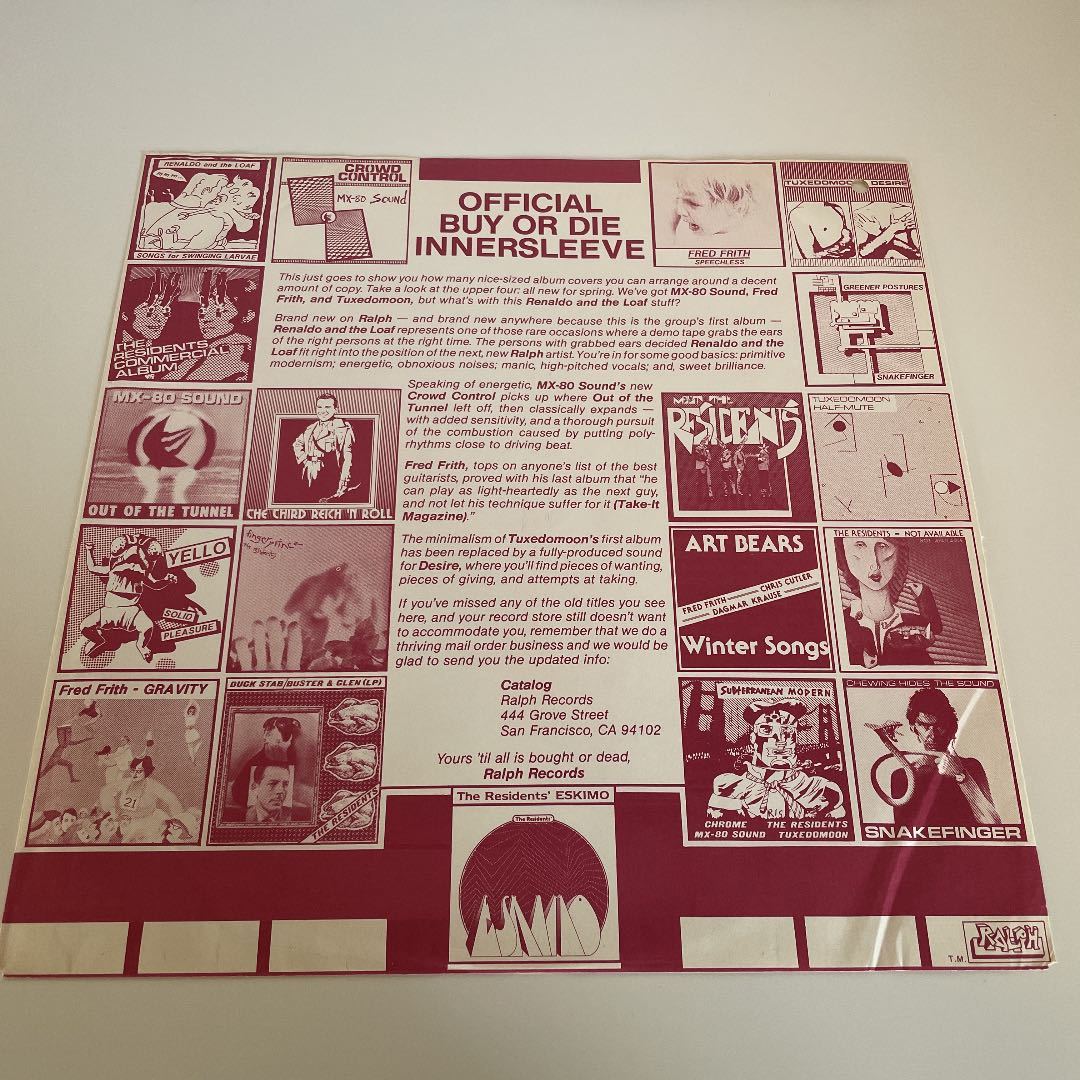 RENALDO and the LOAF
SONGS for SWINGING LARVAE
CROWD
CONTROL
MX-80 SOUND
OFFICIAL
BUY OR DIE
INNERSLEEVE
FRED FRITH
SPEECHLESS
TUXEDOMOON DESIRE
This just goes to show you how many nice-sized album covers you can arrange around a decent
amount of copy. Take a look at the upper four: all new for spring. We've got MX-80 Sound, Fred
Frith, and Tuxedomoon, but what's with this Renaldo and the Loaf stuff?
Brand new on Ralph — and brand new anywhere because this is the group's first album —
Renaldo and the Loaf represents one of those rare occasions where a demo tape grabs the ears
of the right persons at the right time. The persons with grabbed ears decided Renaldo and the
Loaf fit right into the position of the next, new Ralph artist. You're in for some good basics: primitive
modernism; energetic, obnoxious noises; manic, high-pitched vocals; and, sweet brilliance.
THE
RESIDENTS
COMMERCIAL
ALBUM
GREENER POSTURES
SNAKEFINGER
Speaking of energetic, MX-80 Sound's new
Crowd Control picks up where Out of the
Tunnel left off, then classically expands —
with added sensitivity, and a thorough pursuit
of the combustion caused by putting poly-
rhythms close to driving beat.
Fred Frith, tops on anyone's list of the best
guitarists, proved with his last album that "he
can play as light-heartedly as the next guy,
and not let his technique suffer for it (Take-It
Magazine)."
The minimalism of Tuxedomoon's first album
has been replaced by a fully-produced sound
for Desire, where you'll find pieces of wanting,
pieces of giving, and attempts at taking.
If you've missed any of the old titles you see
here, and your record store still doesn't want
to accommodate you, remember that we do a
thriving mail order business and we would be
glad to send you the updated info:
Catalog
Ralph Records
444 Grove Street
San Francisco, CA 94102
Yours 'til all is bought or dead,
Ralph Records
MX-80 SOUND
OUT OF THE TUNNEL
THE THIRD REICH 'N ROLL
MEET THE
RESIDENTS
TUXEDOMOON
HALF-MUTE
YELLO
SOLID
PLEASURE
fingerprince
ART BEARS
FRED FRITH CHRIS CUTLER
DAGMAR KRAUSE
Winter Songs
THE RESIDENTS – NOT AVAILABLE
NOT AVAILABLE
Fred Frith - GRAVITY
21
DUCK STAB/BUSTER & GLEN (LP)
THE RESIDENTS
SUBTERRANEAN MODERN
CHROME THE RESIDENTS
MX-80 SOUND TUXEDOMOON
CHEWING HIDES THE SOUND
SNAKEFINGER
The Residents' ESKIMO
The Residents
ESKIMO
T.M.
RALPH